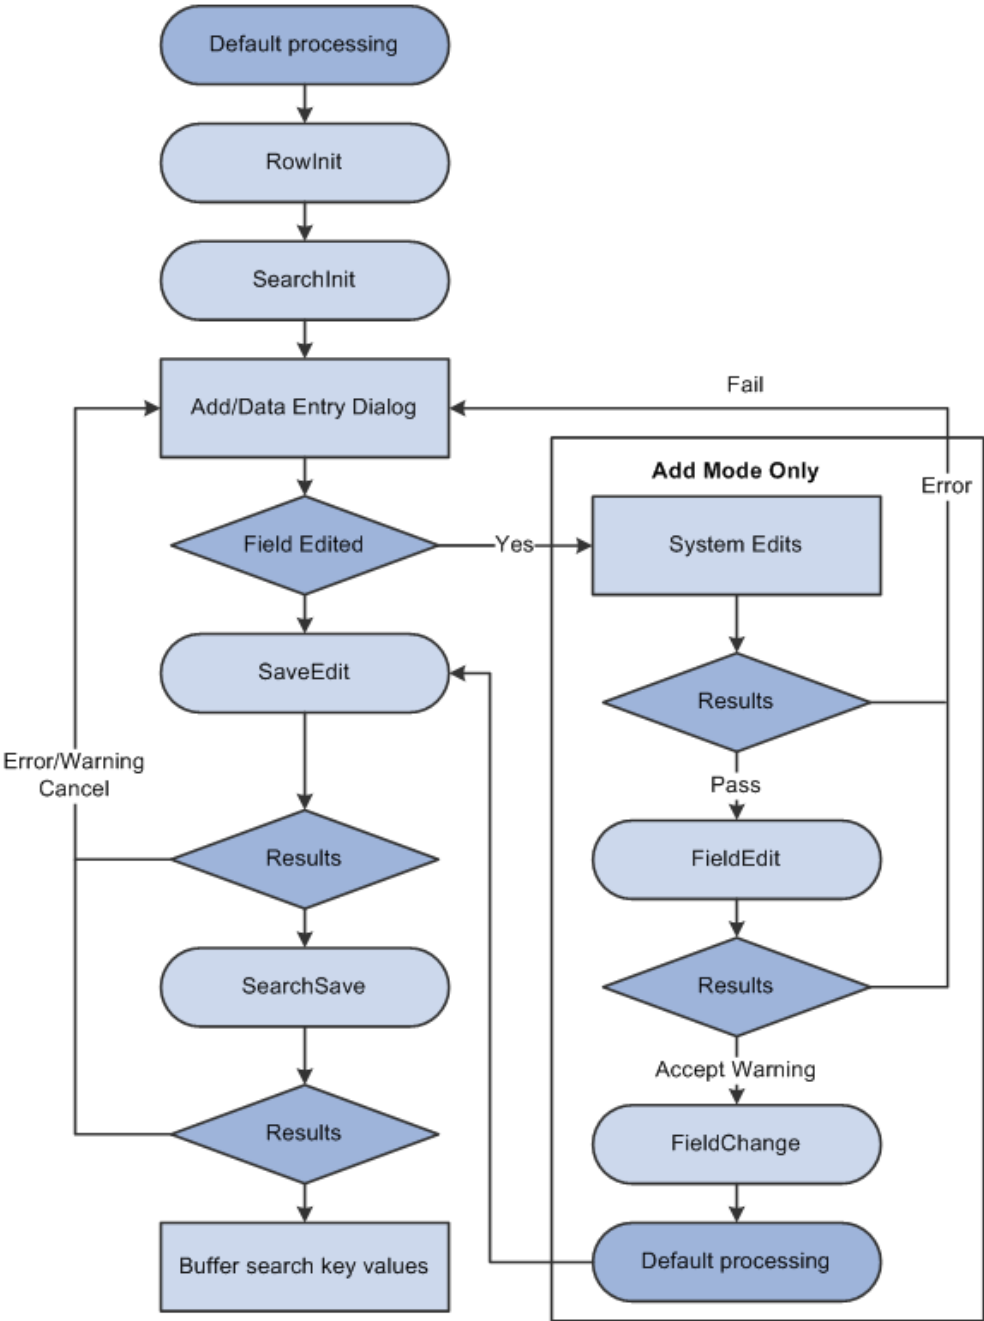 Default processing
RowInit
SearchInit
Add/Data Entry Dialog
Fail
Add Mode Only
Error
Field Edited
Yes
System Edits
SaveEdit
Results
Error/Warning
Cancel
Pass
Results
FieldEdit
SearchSave
Results
Accept Warning
Results
FieldChange
Buffer search key values
Default processing